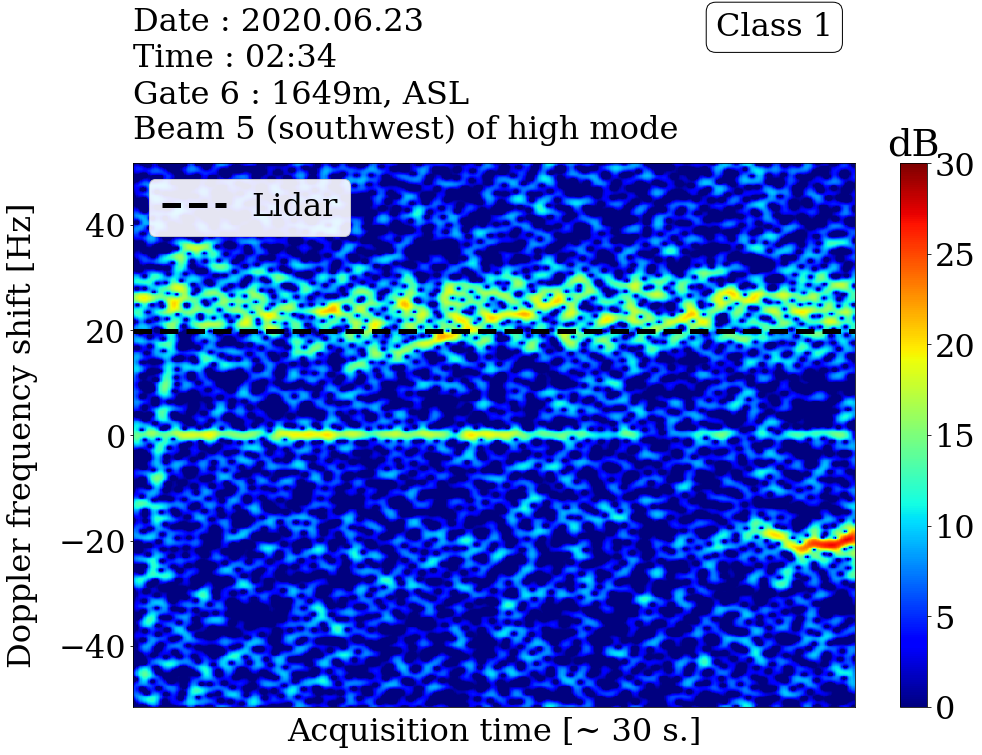 Date : 2020.06.23
Time : 02:34
Gate 6 : 1649m, ASL
Beam 5 (southwest) of high mode
Class 1
dB
Lidar
Doppler frequency shift [Hz]
40
20
0
−20
−40
30
25
20
15
10
5
0
Acquisition time [~ 30 s.]